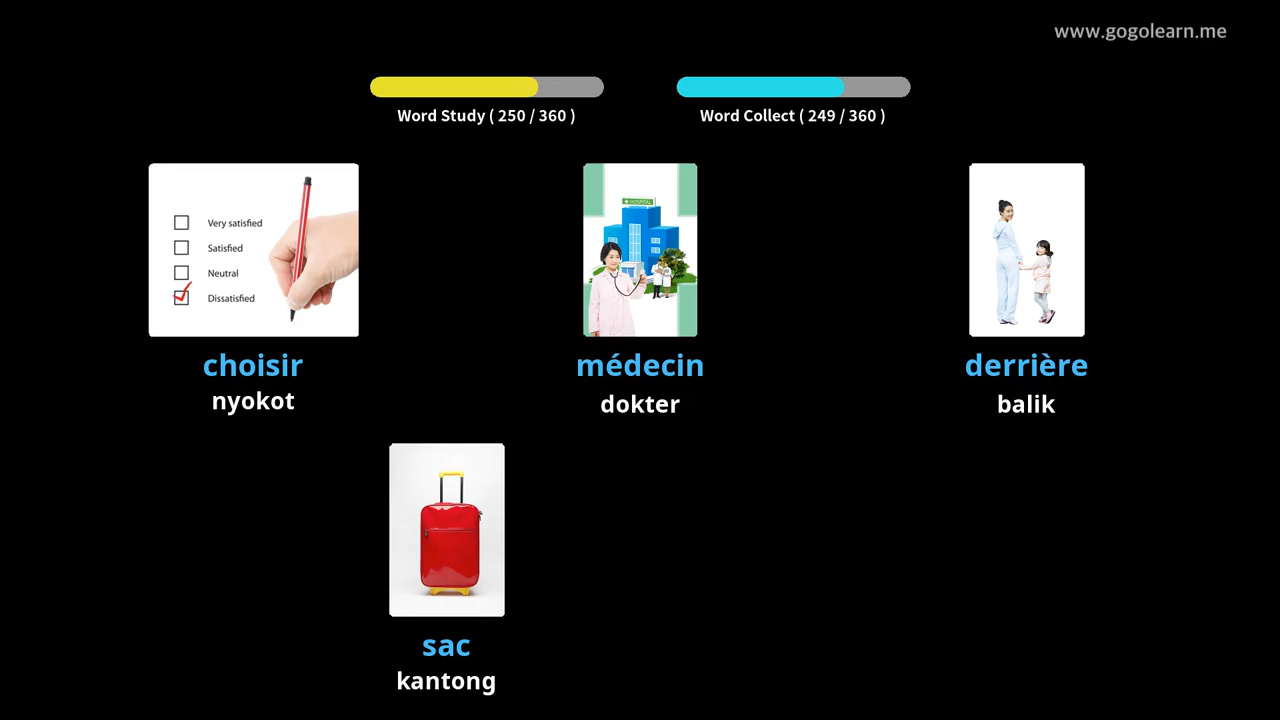 www.gogolearn.me
Word Study ( 250 / 360 )
Word Collect ( 249 / 360 )
Very satisfied
Satisfied
Neutral
Dissatisfied
HOSPITAL
choisir
nyokot
médecin
dokter
derrière
balik
sac
kantong